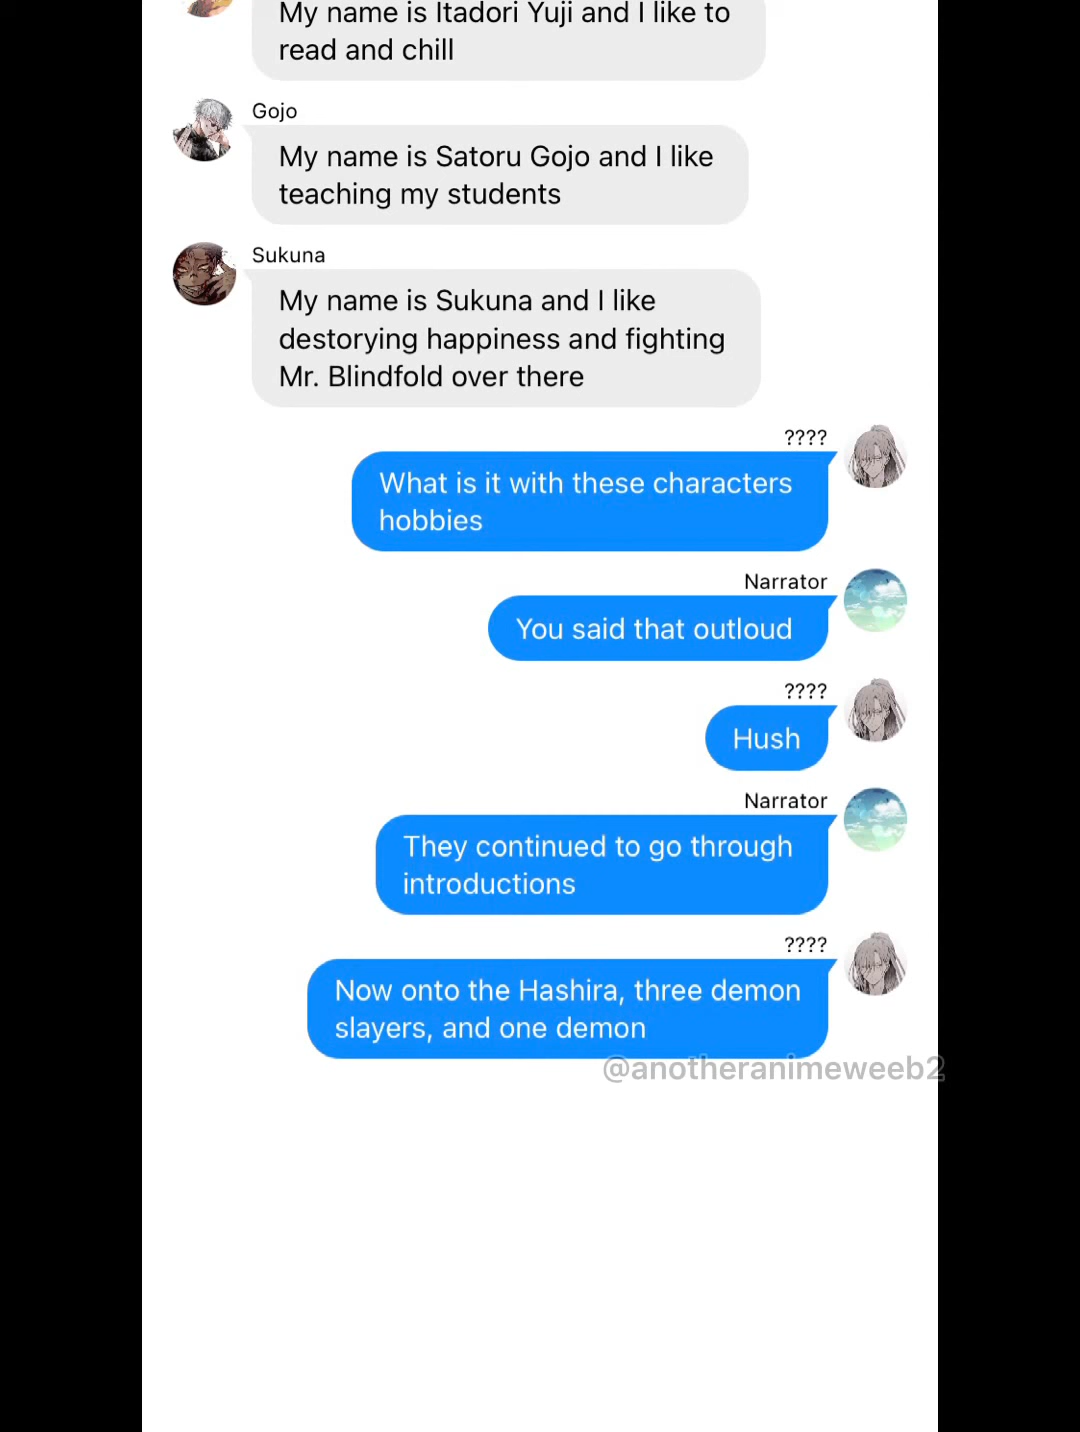 My name is Itadori Yuji and I like to
read and chill
Gojo
My name is Satoru Gojo and I like
teaching my students
Sukuna
My name is Sukuna and I like
destorying happiness and fighting
Mr. Blindfold over there
????
What is it with these characters
hobbies
Narrator
You said that outloud
????
Hush
Narrator
They continued to go through
introductions
????
Now onto the Hashira, three demon
slayers, and one demon
@anotheranimeweeb2